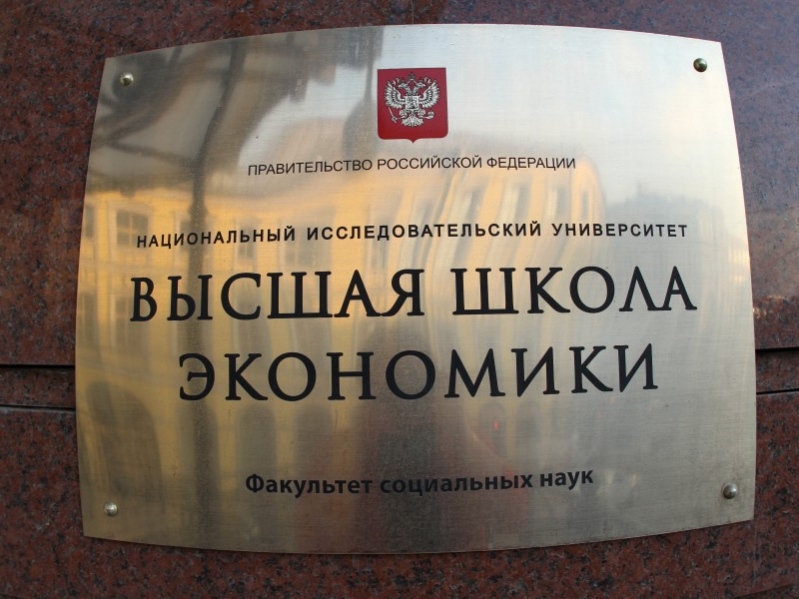 ПРАВИТЕЛЬСТВО РОССИЙСКОЙ ФЕДЕРАЦИИ
НАЦИОНАЛЬНЫЙ ИССЛЕДОВАТЕЛЬСКИЙ УНИВЕРСИТЕТ
ВЫСШАЯ ШКОЛА
ЭКОНОМИКИ
Факультет социальных наук